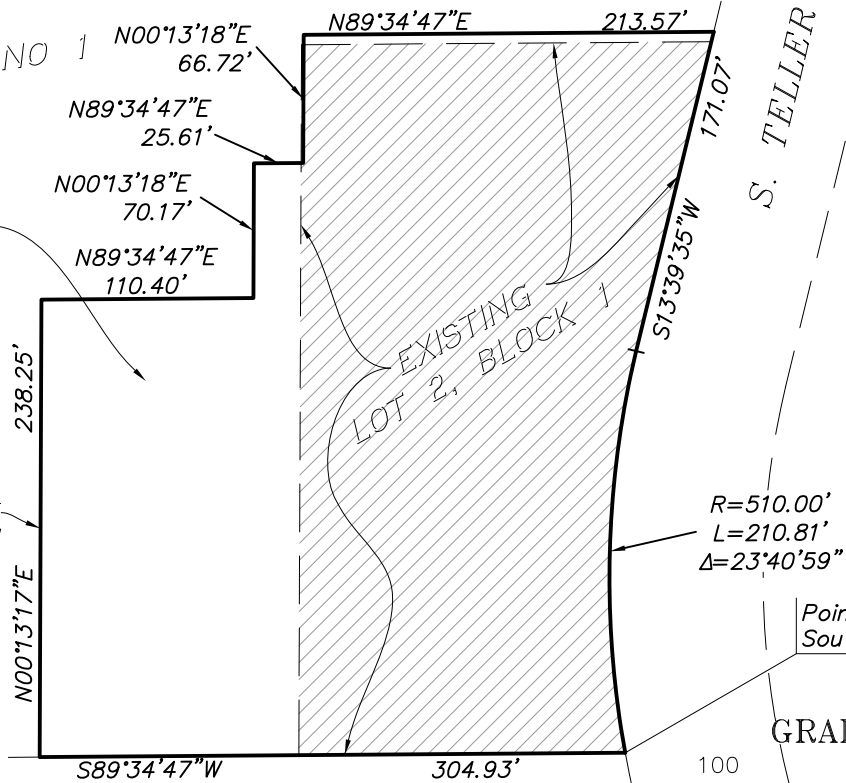 NO 1
N00°13'18"E
66.72'
N89°34'47"E
213.57'
S. TELLER
171.07'
N89°34'47"E
25.61'
N00°13'18"E
70.17'
N89°34'47"E
110.40'
S13°39'35"W
EXISTING
LOT 2, BLOCK 1
238.25'
N00°13'17"E
R=510.00'
L=210.81'
Δ=23°40'59"
Sou
S89°34'47"W
304.93'
100